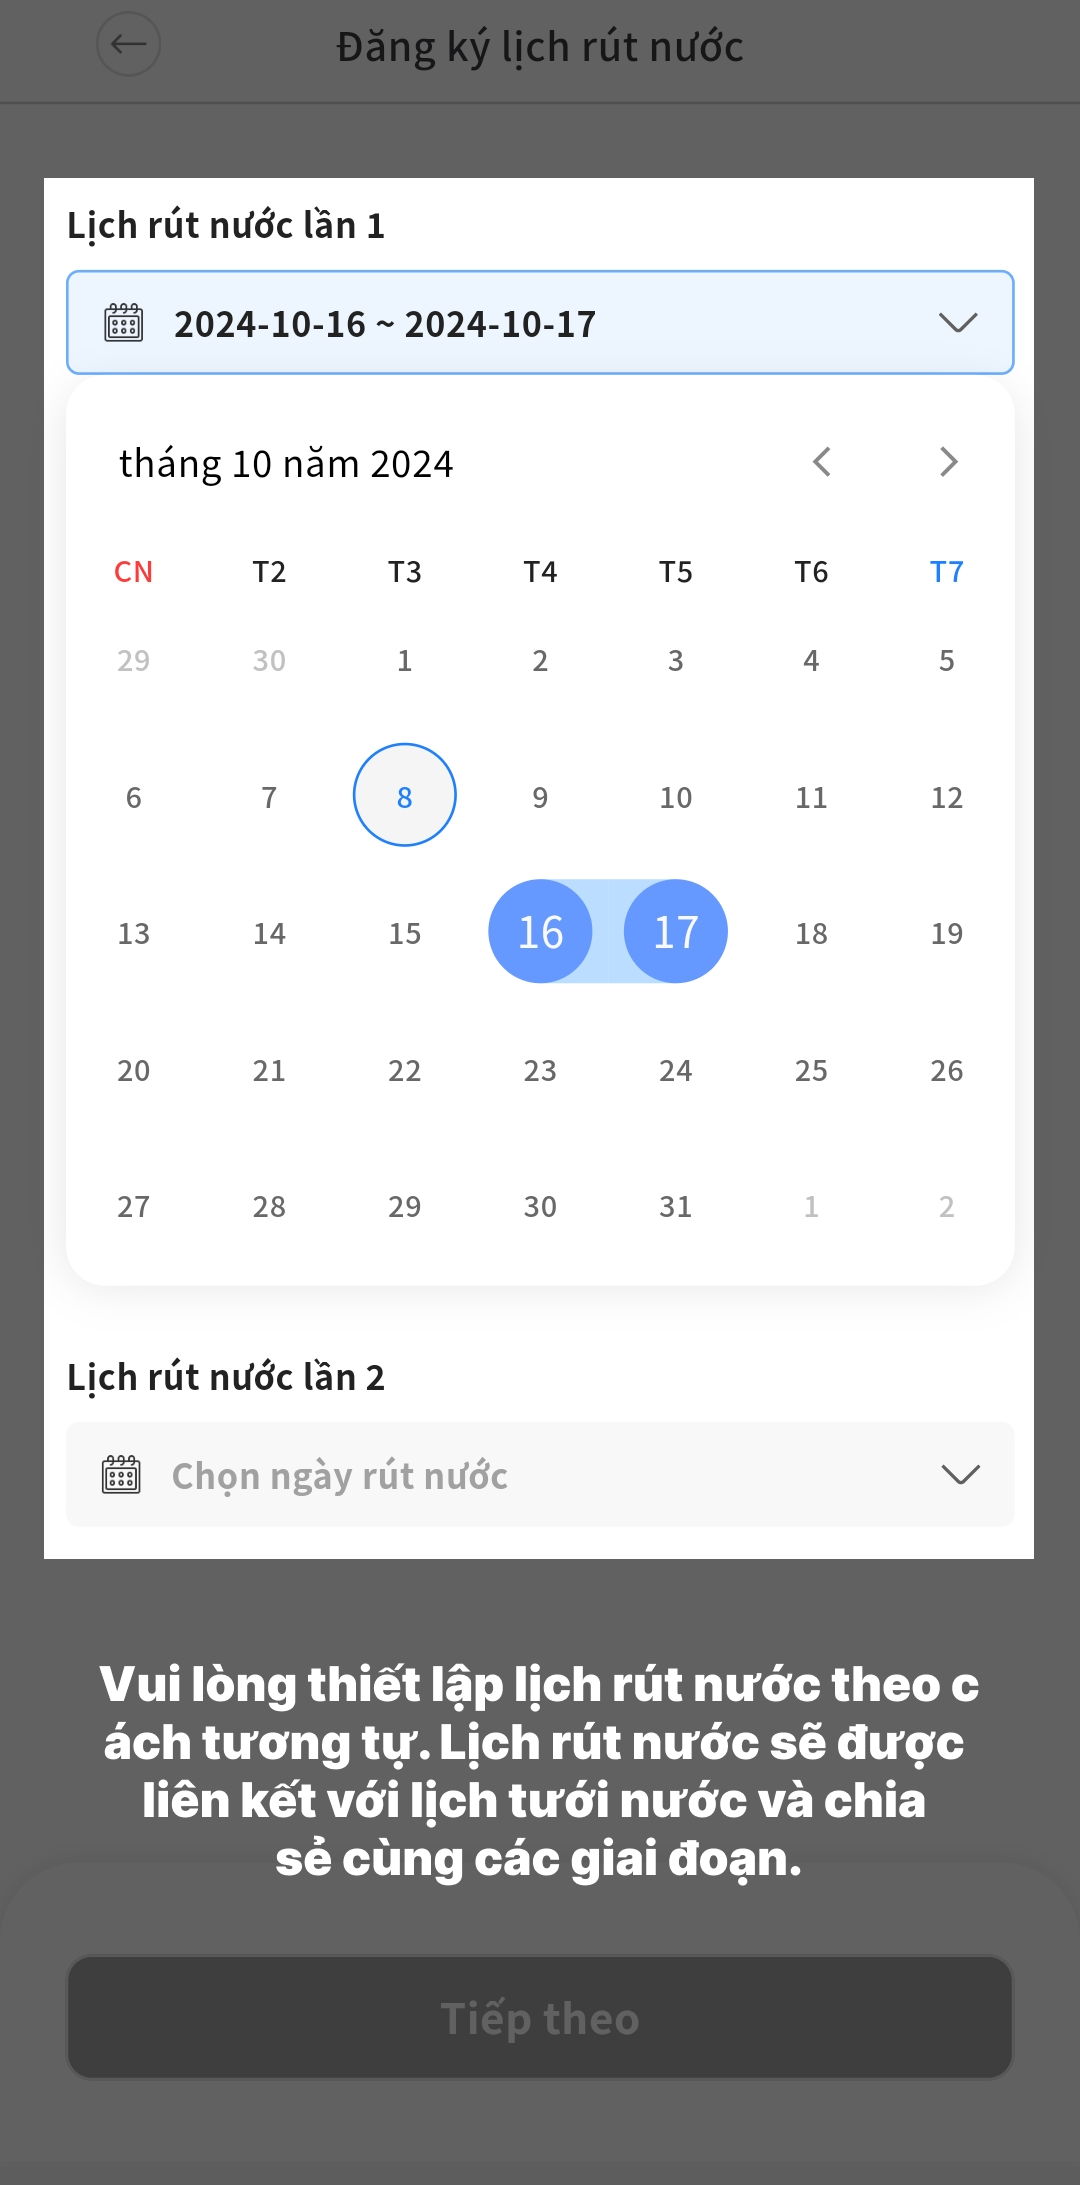 Đăng ký lịch rút nước
Lịch rút nước lần 1
2024-10-16 ~ 2024-10-17
tháng 10 năm 2024
CN T2 T3 T4 T5 T6 T7
29 30 1 2 3 4 5
6 7 8 9 10 11 12
13 14 15 16 17 18 19
20 21 22 23 24 25 26
27 28 29 30 31 1 2
Lịch rút nước lần 2
Chọn ngày rút nước
Vui lòng thiết lập lịch rút nước theo c
ách tương tự. Lịch rút nước sẽ được
liên kết với lịch tưới nước và chia
sẻ cùng các giai đoạn.
Tiếp theo